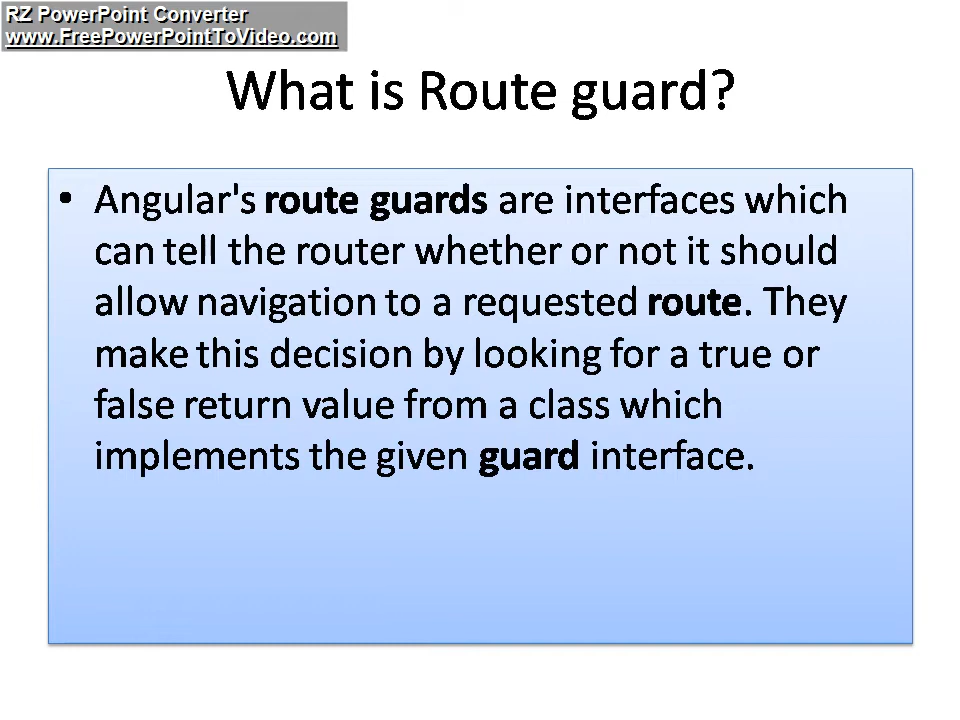 RZ PowerPoint Converter
www.FreePowerPointToVideo.com
What is Route guard?
• Angular's route guards are interfaces which
can tell the router whether or not it should
allow navigation to a requested route. They
make this decision by looking for a true or
false return value from a class which
implements the given guard interface.